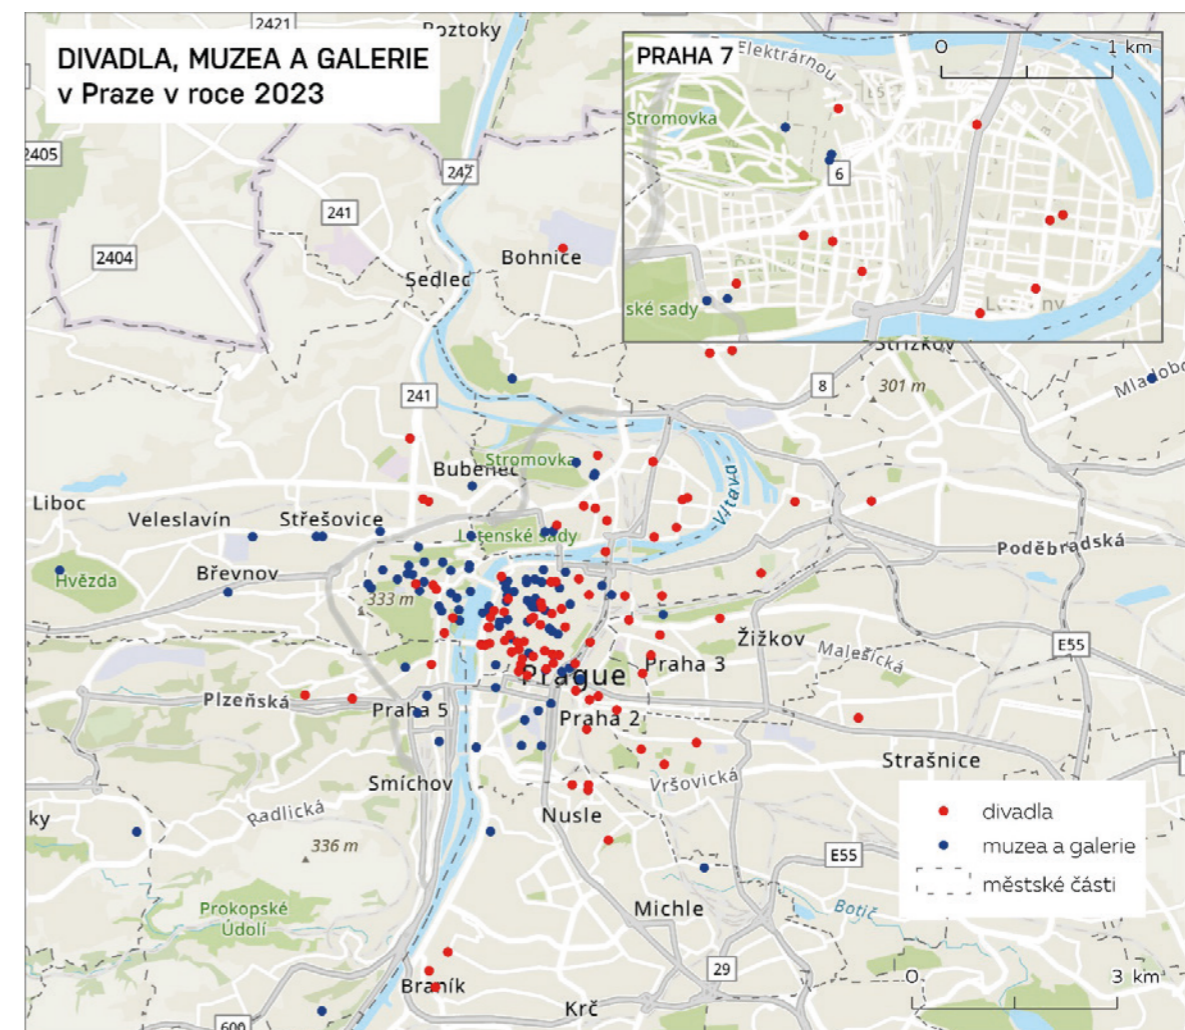 DIVADLA, MUZEA A GALERIE
v Praze v roce 2023
2421
Roztoky
PRAHA 7
Elektrárnou
0 1 km
E55
Stromovka
6
ské sady
2405
242
241
2404
Sedlec
Bohnice
Střížkov
8
301 m
241
Stromovka
Bubeneč
Liboc
Veleslavín
Střešovice
Letenské sady
Vltava
Poděbradská
Hvězda
Břevnov
333 m
Žižkov
Malešická
E55
Prague
Praha 3
Plzeňská
Praha 5
Praha 2
Strašnice
Smíchov
Vršovická
Radlická
Nusle
ky
336 m
E55
divadla
muzea a galerie
městské části
Prokopské
Údolí
Michle
Botič
29
0 3 km
Braník
Krč
600